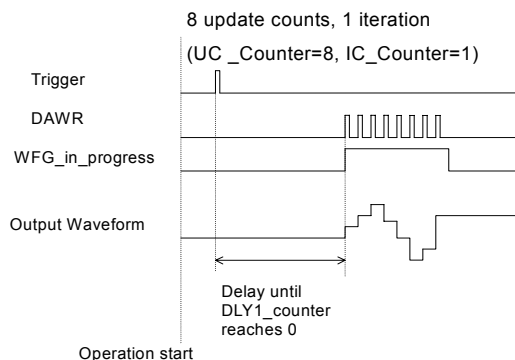 8 update counts, 1 iteration
(UC _Counter=8, IC_Counter=1)
Trigger
DAWR
WFG_in_progress
Output Waveform
Delay until
DLY1_counter
reaches 0
Operation start